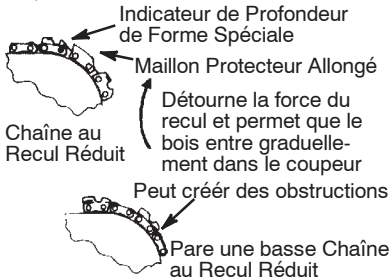 Indicateur de Profondeur
de Forme Spéciale
Maillon Protecteur Allongé
Détourne la force du
recul et permet que le
bois entre graduelle-
ment dans le coupeur
Chaîne au
Recul Réduit
Peut créér des obstructions
Pare une basse Chaîne
au Recul Réduit